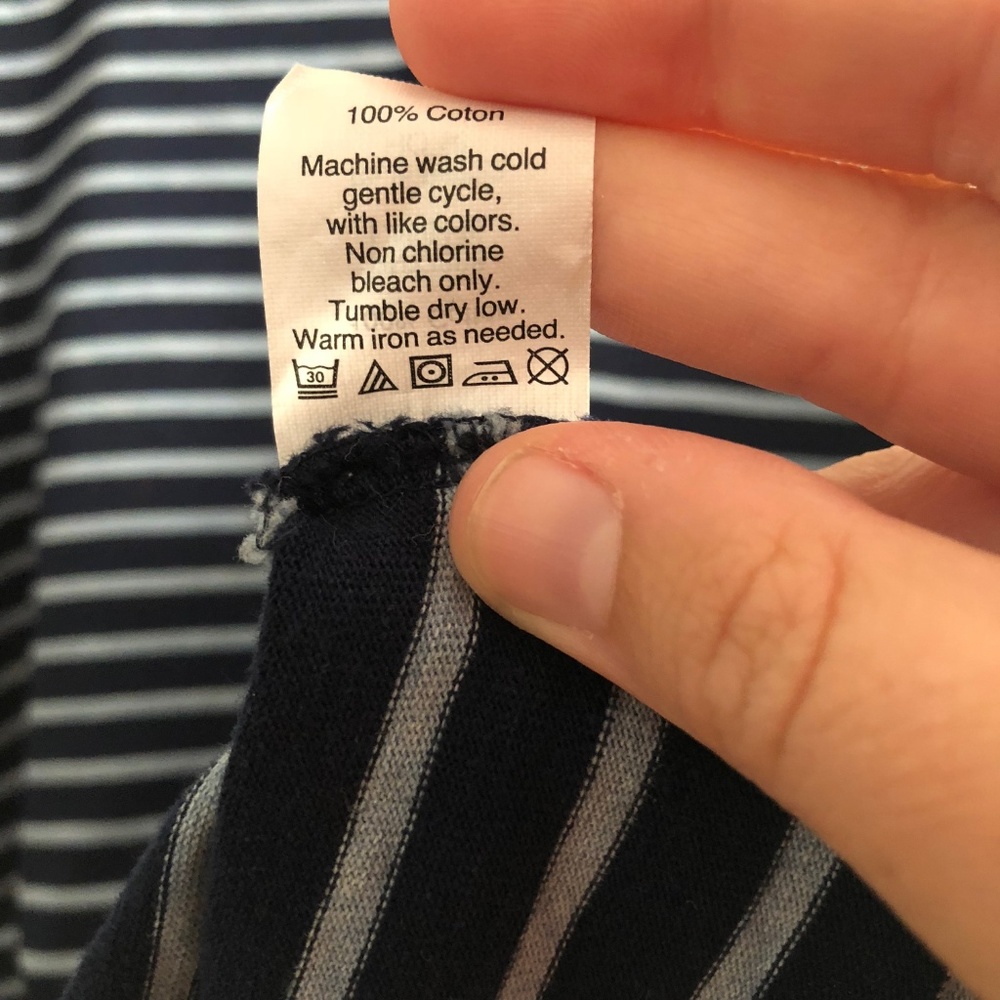 100% Coton
Machine wash cold
gentle cycle,
with like colors.
Non chlorine
bleach only.
Tumble dry low.
Warm iron as needed.
30